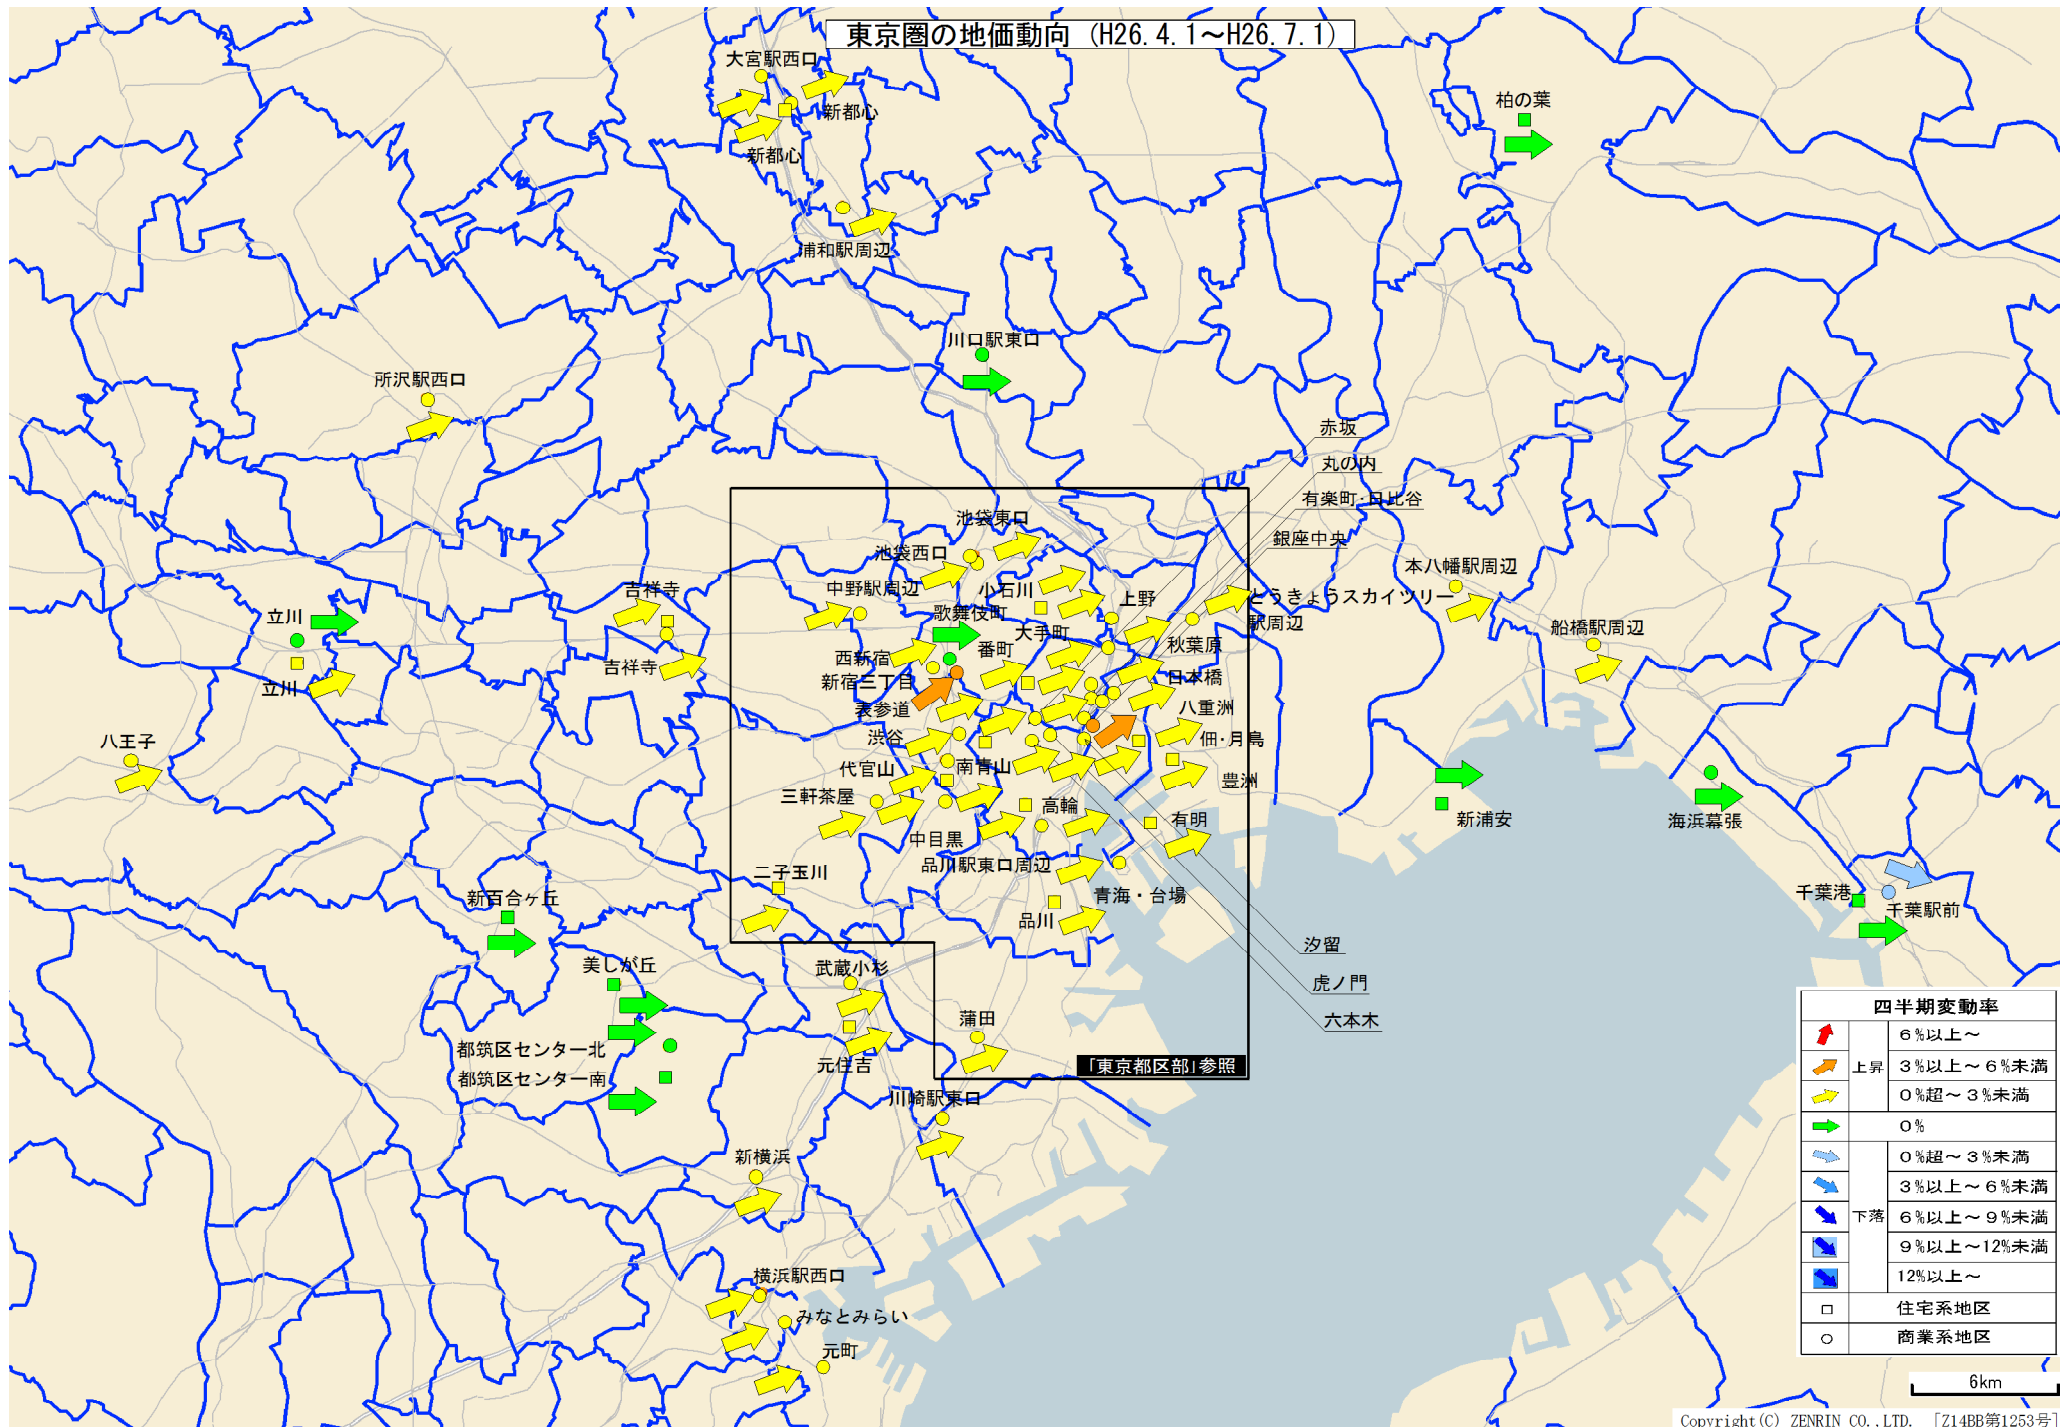 東京圏の地価動向 (H26.4.1～H26.7.1)
大宮駅西口
新都心
新都心
柏の葉
浦和駅周辺
川口駅東口
所沢駅西口
赤坂
丸の内
有楽町･日比谷
銀座中央
池袋東口
池袋西口
中野駅周辺
小石川
上野
とうきょうスカイツリー
駅周辺
本八幡駅周辺
船橋駅周辺
吉祥寺
吉祥寺
立川
立川
歌舞伎町
大手町
秋葉原
西新宿
番町
新宿三丁目
日本橋
表参道
八重洲
渋谷
佃･月島
八王子
代官山
南青山
豊洲
三軒茶屋
高輪
有明
新浦安
海浜幕張
中目黒
品川駅東口周辺
二子玉川
青海・台場
品川
新百合ヶ丘
千葉港
千葉駅前
汐留
虎ノ門
六本木
美しが丘
武蔵小杉
蒲田
都筑区センター北
都筑区センター南
元住吉
「東京都区部」参照
川崎駅東口
新横浜
横浜駅西口
みなとみらい
元町
四半期変動率
上昇
６%以上～
３%以上～６%未満
０%超～３%未満
０%
下落
０%超～３%未満
３%以上～６%未満
６%以上～９%未満
９%以上～12%未満
12%以上～
住宅系地区
商業系地区
6km
Copyright(C) ZENRIN CO.,LTD. 「Z14BB第1253号」